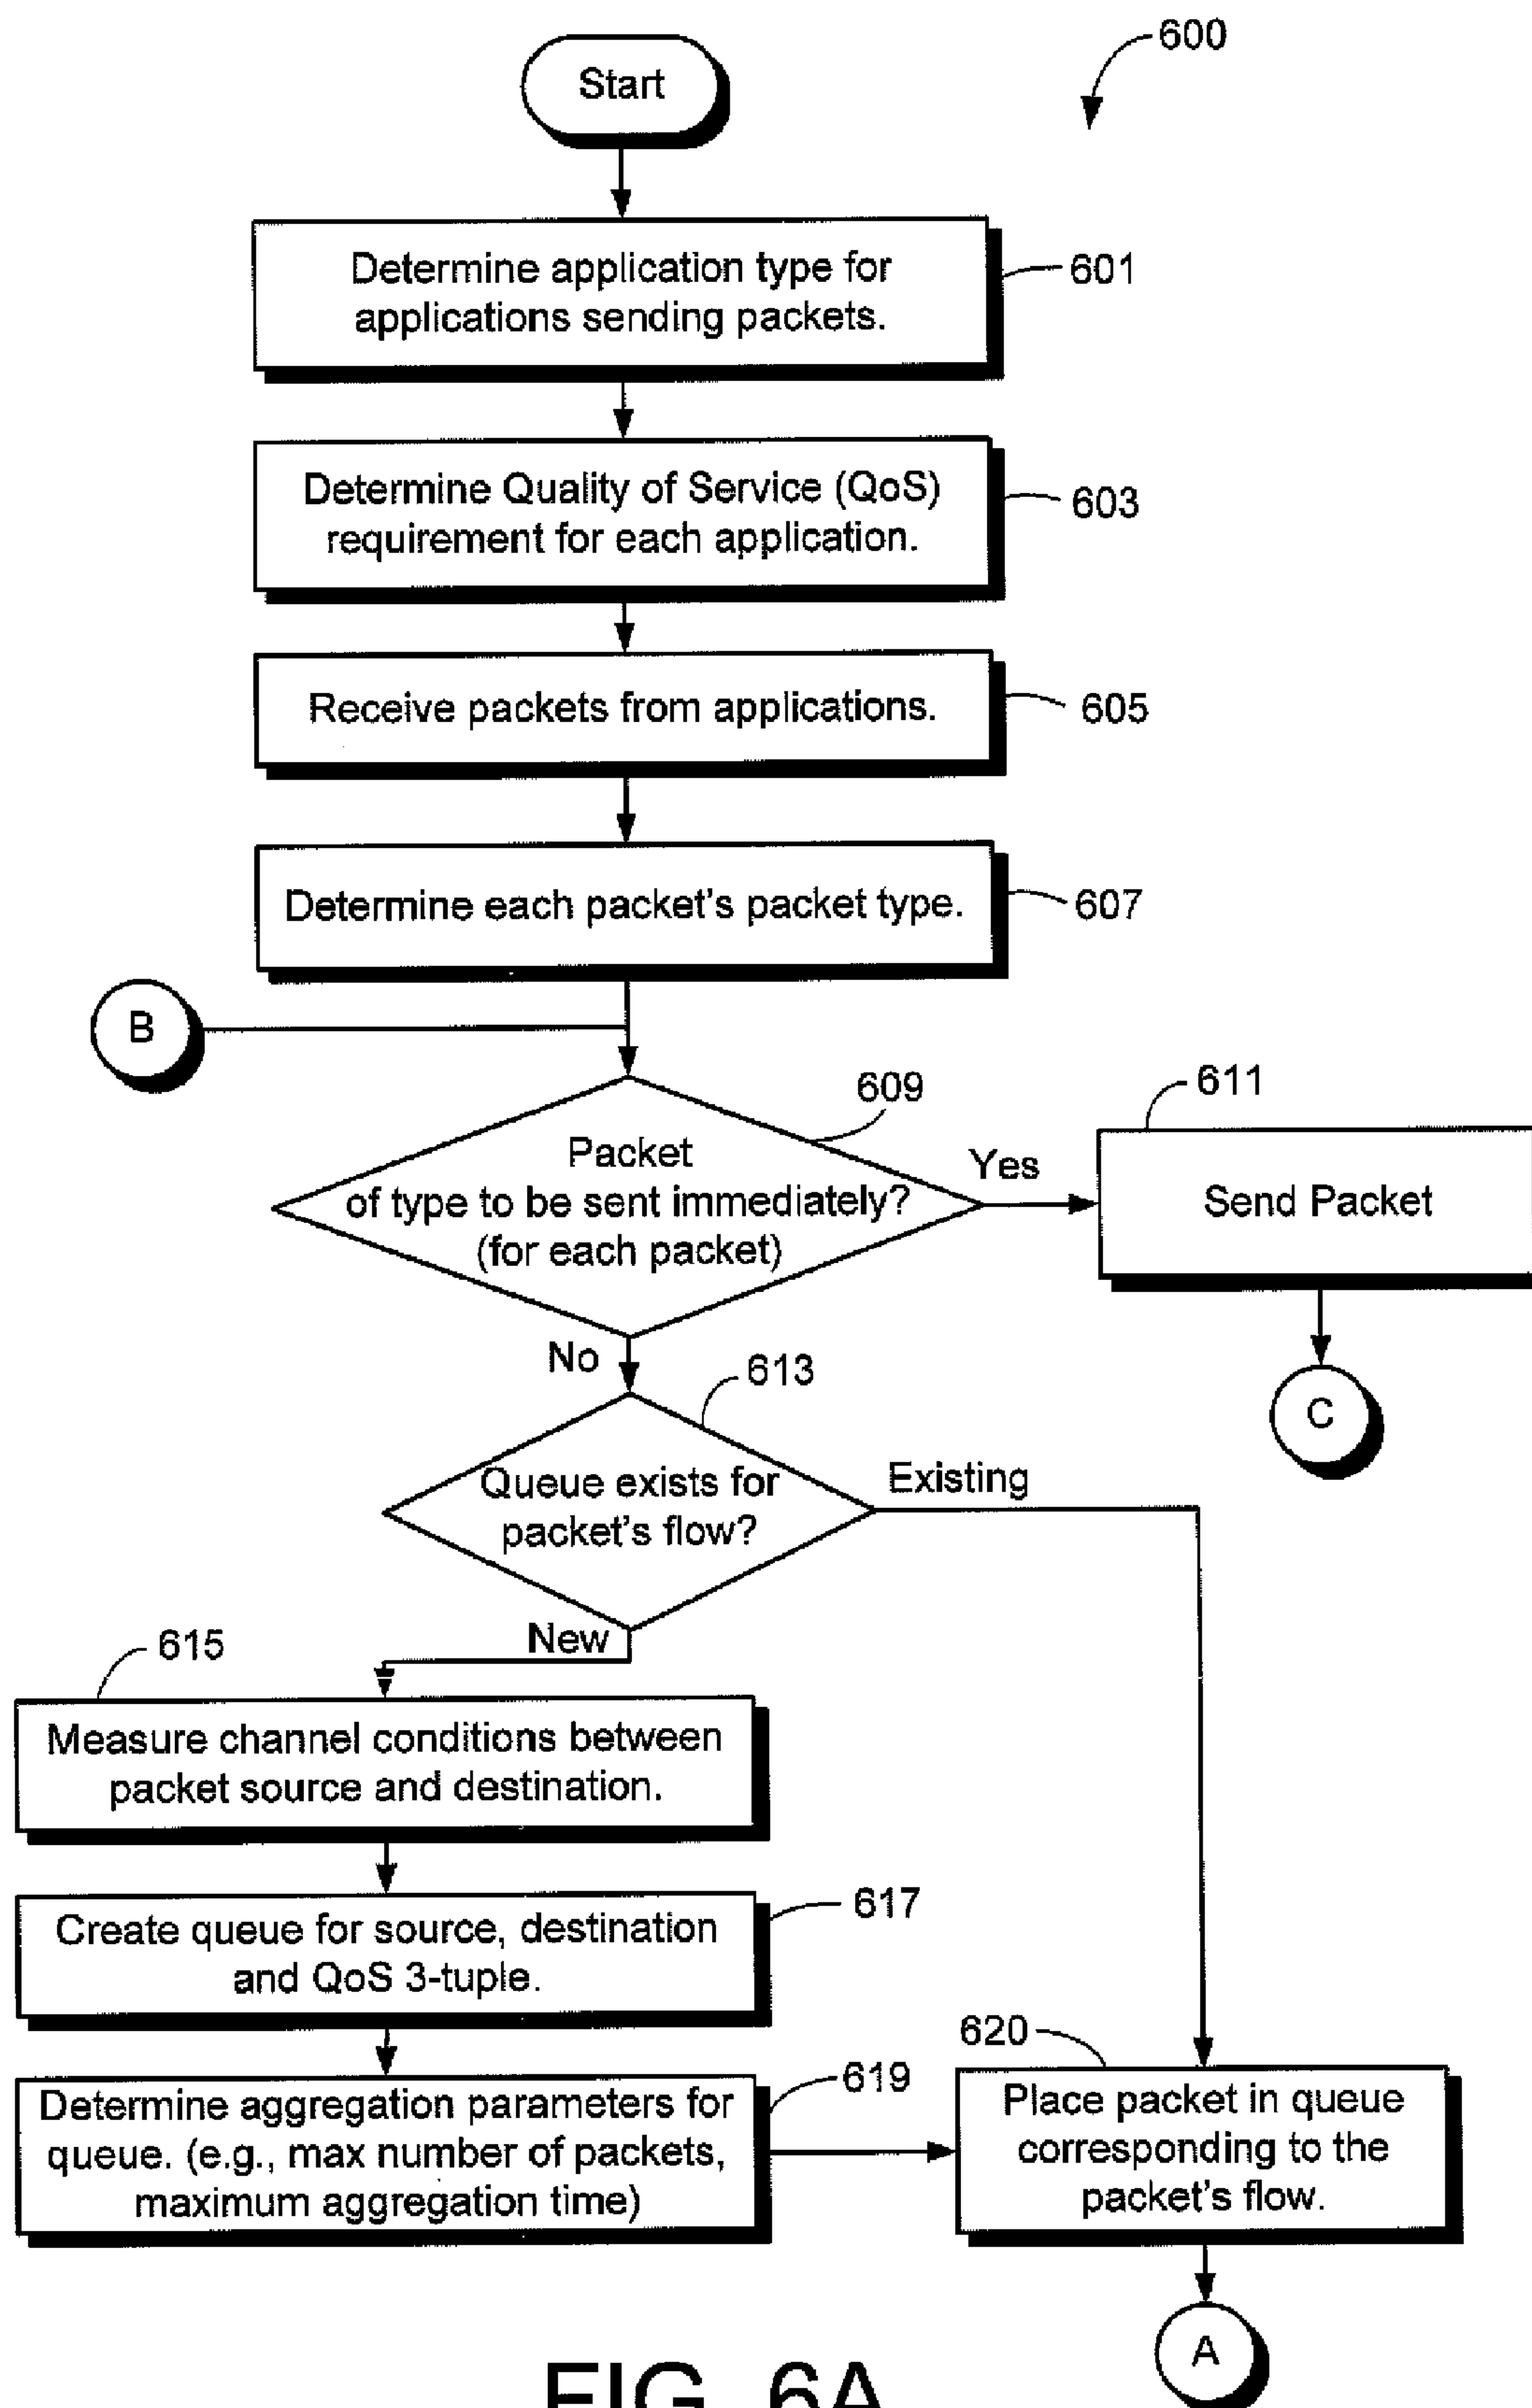 600
Start
Determine application type for
applications sending packets.
601
Determine Quality of Service (QoS)
requirement for each application.
603
Receive packets from applications.
605
Determine each packet's packet type.
607
B
609
Packet
of type to be sent immediately?
(for each packet)
Yes
611
Send Packet
C
No
613
Queue exists for
packet's flow?
Existing
New
615
Measure channel conditions between
packet source and destination.
617
Create queue for source, destination
and QoS 3-tuple.
619
Determine aggregation parameters for
queue. (e.g., max number of packets,
maximum aggregation time)
620
Place packet in queue
corresponding to the
packet's flow.
A
FIG. 6A